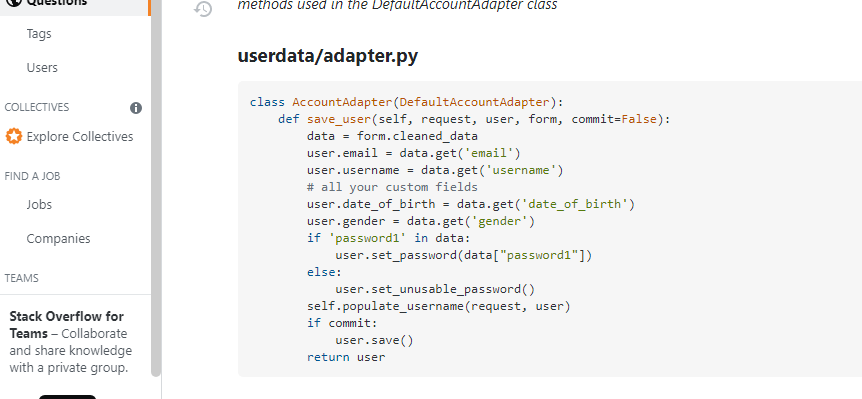 Questions
Tags
Users
COLLECTIVES
Explore Collectives
FIND A JOB
Jobs
Companies
TEAMS
Stack Overflow for
Teams – Collaborate
and share knowledge
with a private group.
methods used in the DefaultAccountAdapter class
userdata/adapter.py
class AccountAdapter(DefaultAccountAdapter):
    def save_user(self, request, user, form, commit=False):
        data = form.cleaned_data
        user.email = data.get('email')
        user.username = data.get('username')
        # all your custom fields
        user.date_of_birth = data.get('date_of_birth')
        user.gender = data.get('gender')
        if 'password1' in data:
            user.set_password(data["password1"])
        else:
            user.set_unusable_password()
        self.populate_username(request, user)
        if commit:
            user.save()
        return user